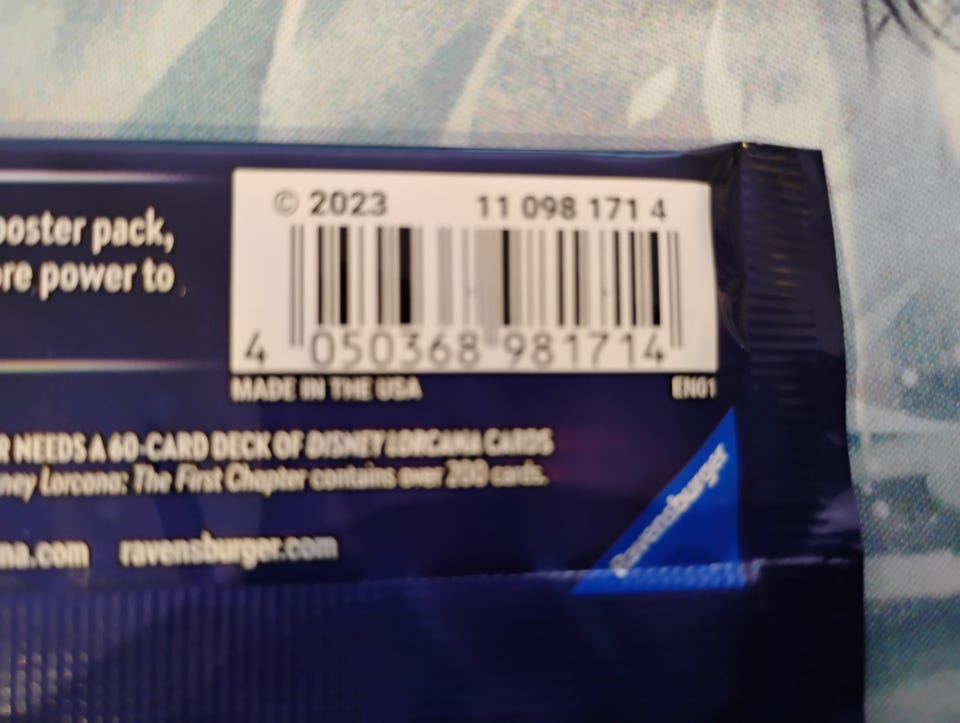 © 2023 11 098 171 4
ooster pack,
ore power to
4 050368 981714
MADE IN THE USA EN01
R NEEDS A 60-CARD DECK OF DISNEY LORCANA CARDS
ney Lorcana: The First Chapter contains over 200 cards.
na.com ravensburger.com
Ravensburger